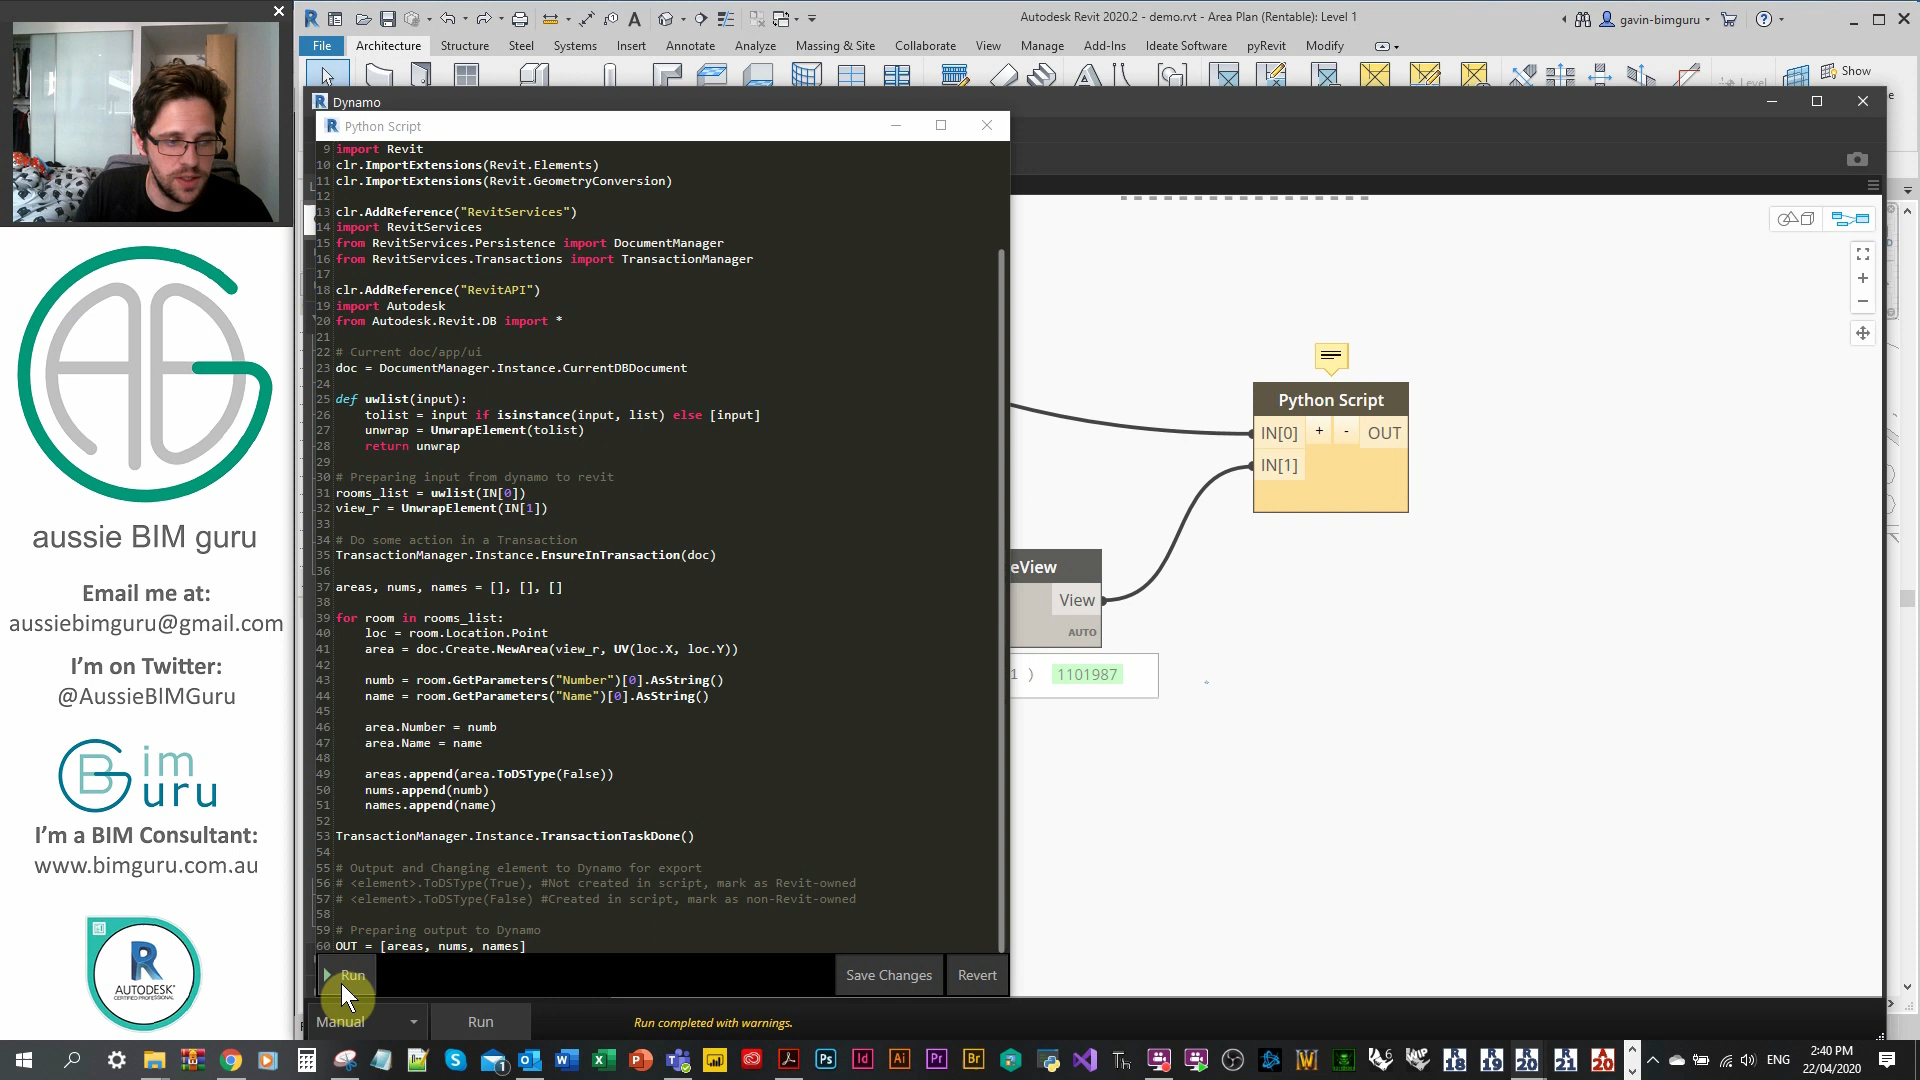 Autodesk Revit 2020.2 - demo.rvt - Area Plan (Rentable): Level 1
gavin-bimguru
File
Architecture
Structure
Steel
Systems
Insert
Annotate
Analyze
Massing & Site
Collaborate
View
Manage
Add-Ins
Ideate Software
pyRevit
Modify
Show
Level
Dynamo
Python Script
9 import Revit
10 clr.ImportExtensions(Revit.Elements)
11 clr.ImportExtensions(Revit.GeometryConversion)
12
13 clr.AddReference("RevitServices")
14 import RevitServices
15 from RevitServices.Persistence import DocumentManager
16 from RevitServices.Transactions import TransactionManager
17
18 clr.AddReference("RevitAPI")
19 import Autodesk
20 from Autodesk.Revit.DB import *
21
22 # Current doc/app/ui
23 doc = DocumentManager.Instance.CurrentDBDocument
24
25 def uwlist(input):
26 tolist = input if isinstance(input, list) else [input]
27 unwrap = UnwrapElement(tolist)
28 return unwrap
29
30 # Preparing input from dynamo to revit
31 rooms_list = uwlist(IN[0])
32 view_r = UnwrapElement(IN[1])
33
34 # Do some action in a Transaction
35 TransactionManager.Instance.EnsureInTransaction(doc)
36
37 areas, nums, names = [], [], []
38
39 for room in rooms_list:
40 loc = room.Location.Point
41 area = doc.Create.NewArea(view_r, UV(loc.X, loc.Y))
42
43 numb = room.GetParameters("Number")[0].AsString()
44 name = room.GetParameters("Name")[0].AsString()
45
46 area.Number = numb
47 area.Name = name
48
49 areas.append(area.ToDSType(False))
50 nums.append(numb)
51 names.append(name)
52
53 TransactionManager.Instance.TransactionTaskDone()
54
55 # Output and Changing element to Dynamo for export
56 # <element>.ToDSType(True), #Not created in script, mark as Revit-owned
57 # <element>.ToDSType(False) #Created in script, mark as non-Revit-owned
58
59 # Preparing output to Dynamo
60 OUT = [areas, nums, names]
Run
Save Changes
Revert
Manual
Run
Run completed with warnings.
Python Script
IN[0] + - OUT
IN[1]
eView
View
AUTO
1 ) 1101987
aussie BIM guru
Email me at:
aussiebimguru@gmail.com
I'm on Twitter:
@AussieBIMGuru
Bim
Guru
I'm a BIM Consultant:
www.bimguru.com.au
R
AUTODESK
CERTIFIED PROFESSIONAL
ENG
2:40 PM
22/04/2020